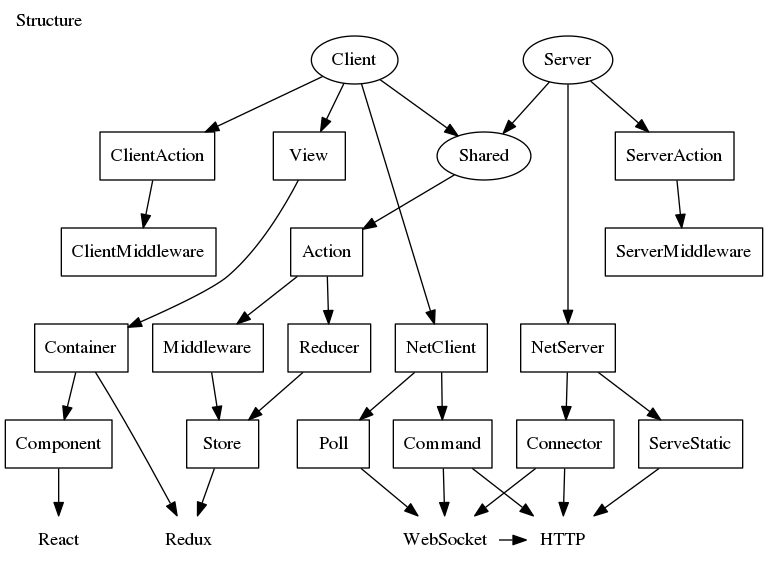 Structure
Client
Server
ClientAction
View
Shared
ServerAction
ClientMiddleware
Action
ServerMiddleware
Container
Middleware
Reducer
NetClient
NetServer
Component
Store
Poll
Command
Connector
ServeStatic
React
Redux
WebSocket
HTTP